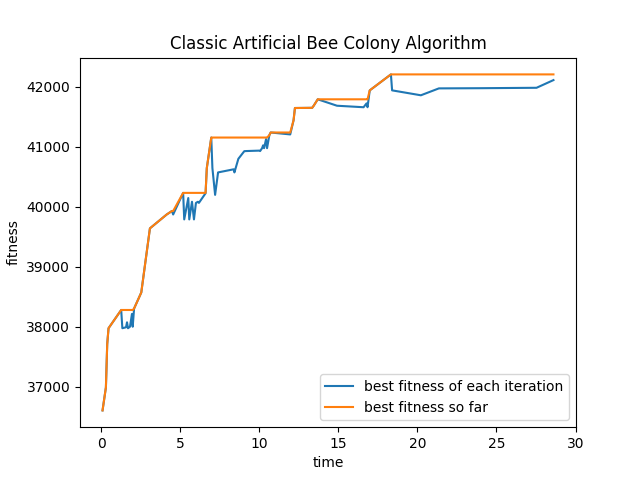 Classic Artificial Bee Colony Algorithm
42000
41000
40000
39000
38000
37000
fitness
0 5 10 15 20 25 30
time
best fitness of each iteration
best fitness so far